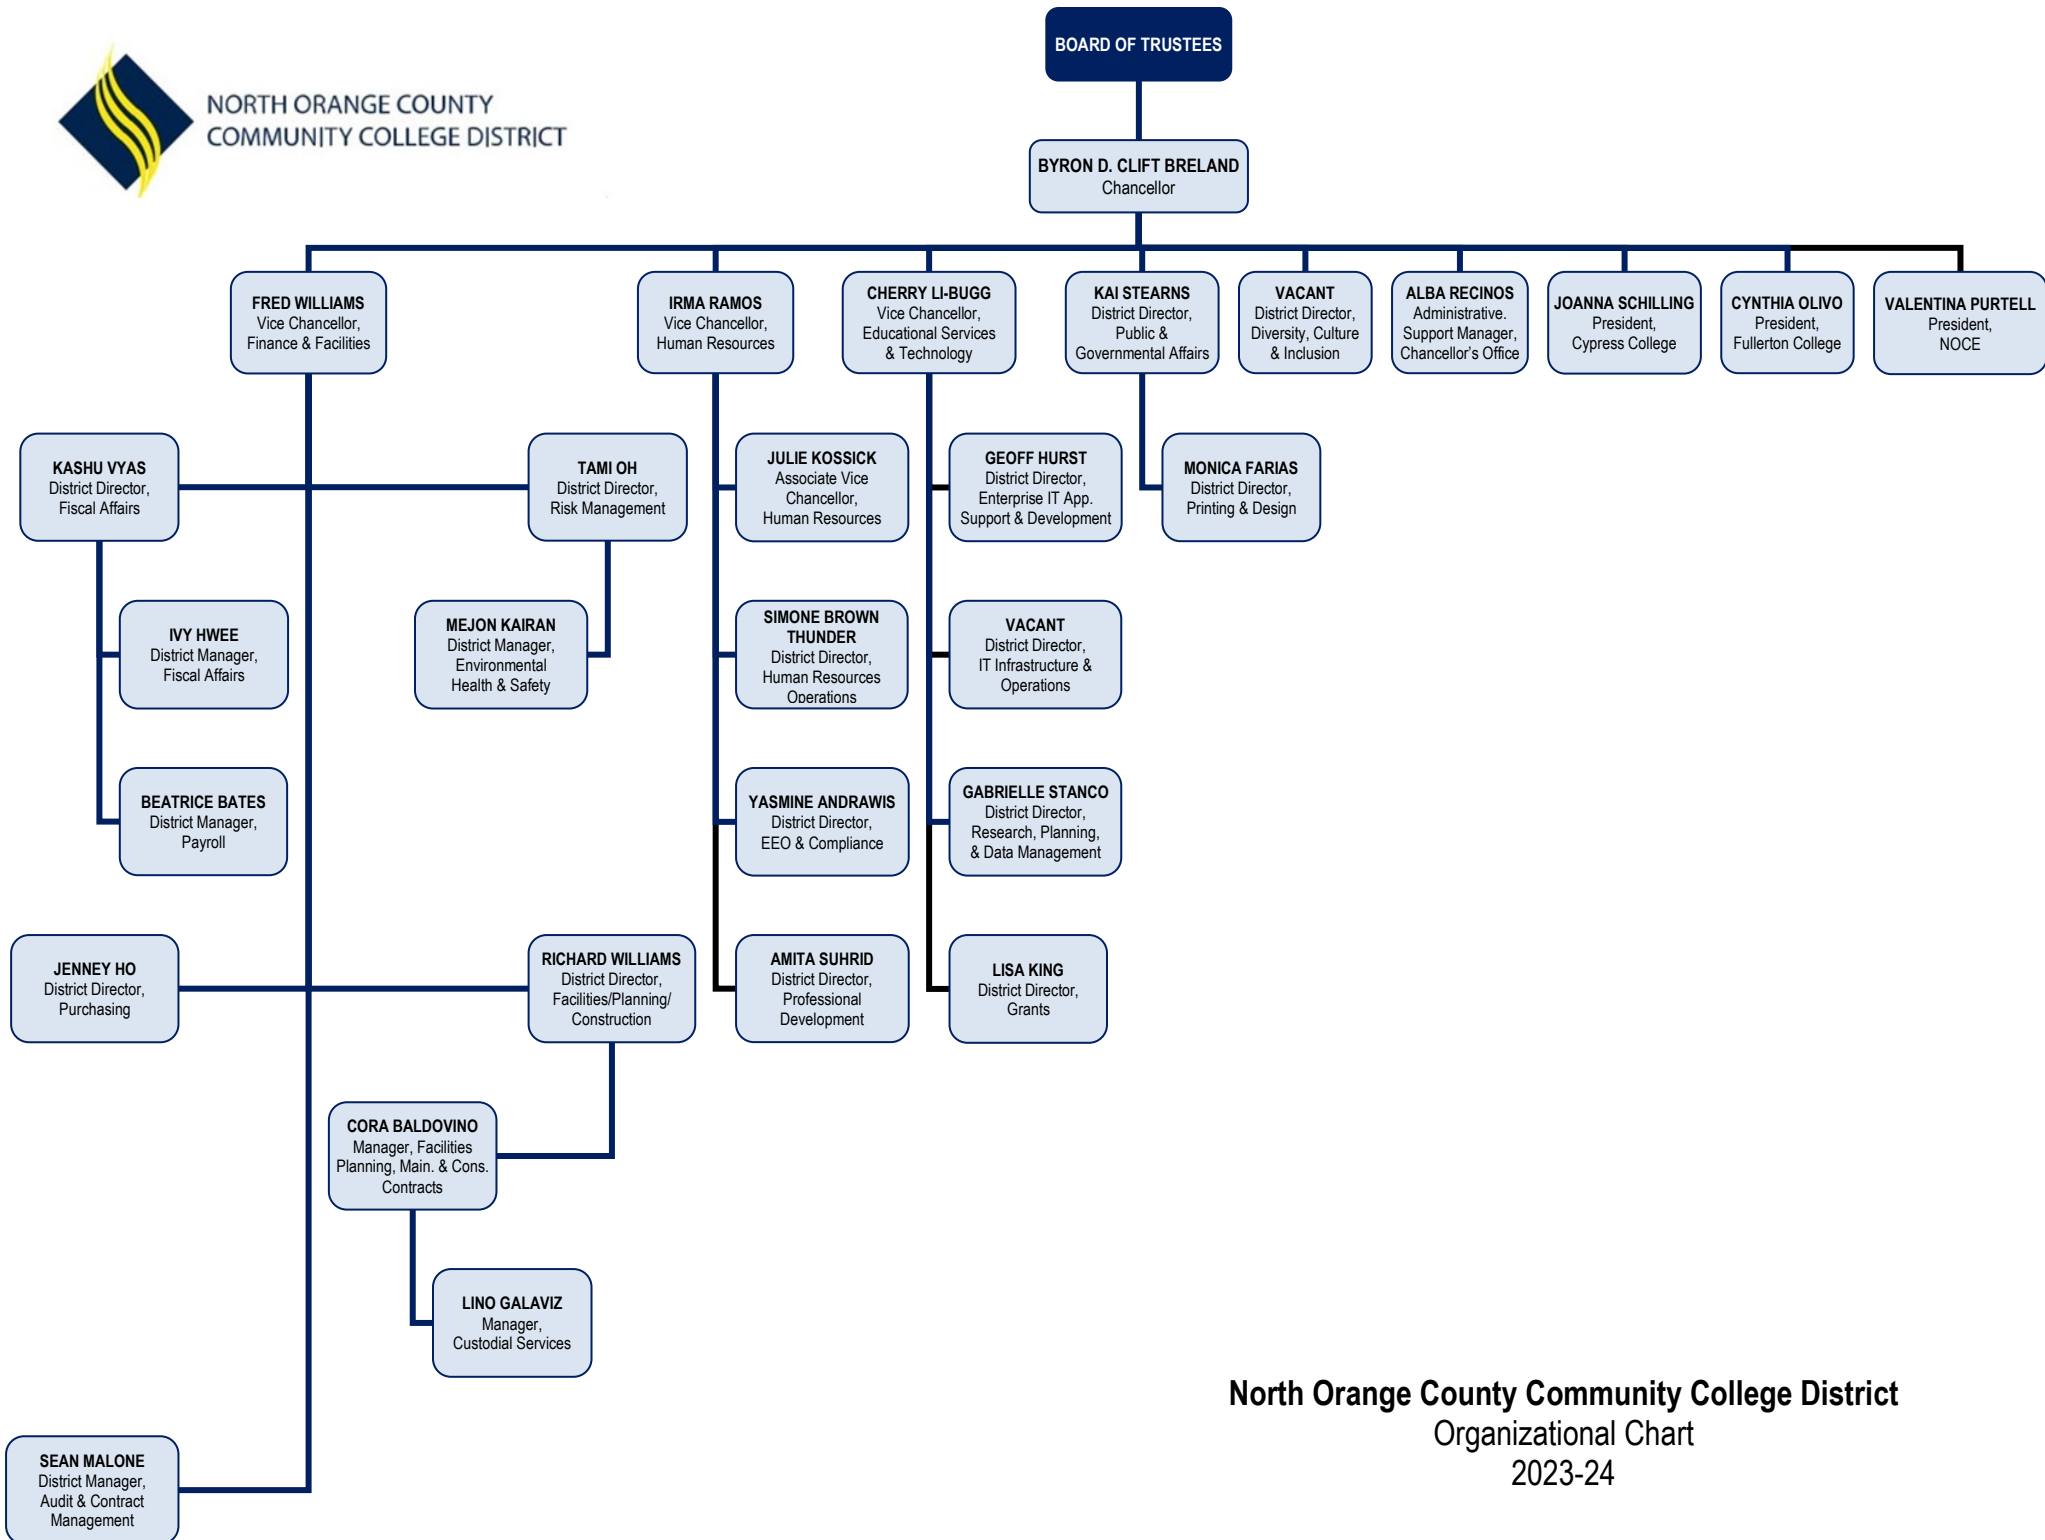 BOARD OF TRUSTEES
NORTH ORANGE COUNTY
COMMUNITY COLLEGE DISTRICT
BYRON D. CLIFT BRELAND
Chancellor
FRED WILLIAMS
Vice Chancellor,
Finance & Facilities
IRMA RAMOS
Vice Chancellor,
Human Resources
CHERRY LI-BUGG
Vice Chancellor,
Educational Services
& Technology
KAI STEARNS
District Director,
Public &
Governmental Affairs
VACANT
District Director,
Diversity, Culture
& Inclusion
ALBA RECINOS
Administrative.
Support Manager,
Chancellor's Office
JOANNA SCHILLING
President,
Cypress College
CYNTHIA OLIVO
President,
Fullerton College
VALENTINA PURTELL
President,
NOCE
KASHU VYAS
District Director,
Fiscal Affairs
TAMI OH
District Director,
Risk Management
JULIE KOSSICK
Associate Vice
Chancellor,
Human Resources
GEOFF HURST
District Director,
Enterprise IT App.
Support & Development
MONICA FARIAS
District Director,
Printing & Design
IVY HWEE
District Manager,
Fiscal Affairs
MEJON KAIRAN
District Manager,
Environmental
Health & Safety
SIMONE BROWN
THUNDER
District Director,
Human Resources
Operations
VACANT
District Director,
IT Infrastructure &
Operations
BEATRICE BATES
District Manager,
Payroll
YASMINE ANDRAWIS
District Director,
EEO & Compliance
GABRIELLE STANCO
District Director,
Research, Planning,
& Data Management
JENNEY HO
District Director,
Purchasing
RICHARD WILLIAMS
District Director,
Facilities/Planning/
Construction
AMITA SUHRID
District Director,
Professional
Development
LISA KING
District Director,
Grants
CORA BALDOVINO
Manager, Facilities
Planning, Main. & Cons.
Contracts
LINO GALAVIZ
Manager,
Custodial Services
SEAN MALONE
District Manager,
Audit & Contract
Management
North Orange County Community College District
Organizational Chart
2023-24